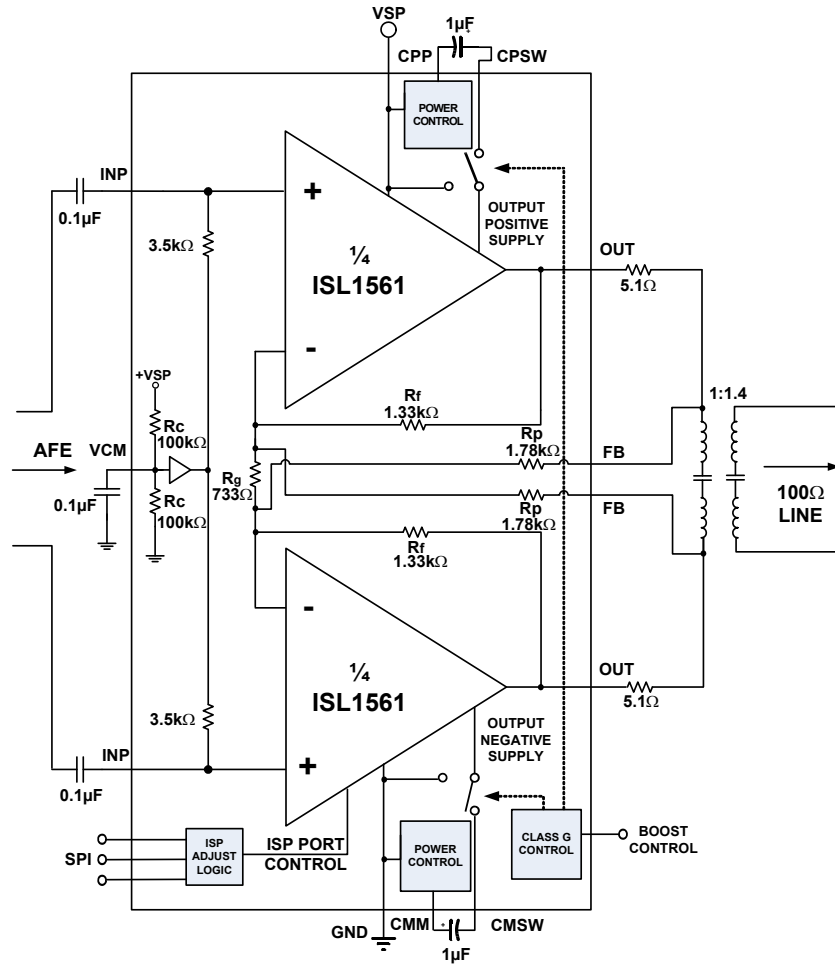 VSP
1µF
+
CPP
CPSW
POWER
CONTROL
INP
0.1µF
+
3.5kΩ
OUTPUT
POSITIVE
SUPPLY
OUT
5.1Ω
¼
ISL1561
-
+VSP
Rc
100kΩ
Rf
1.33kΩ
1:1.4
AFE
VCM
Rp
1.78kΩ
FB
Rg
733Ω
0.1µF
Rc
100kΩ
Rp
1.78kΩ
FB
100Ω
LINE
Rf
1.33kΩ
-
¼
ISL1561
OUT
5.1Ω
3.5kΩ
OUTPUT
NEGATIVE
SUPPLY
INP
+
0.1µF
SPI
ISP
ADJUST
LOGIC
ISP PORT
CONTROL
POWER
CONTROL
CLASS G
CONTROL
BOOST
CONTROL
GND
CMM
+
CMSW
1µF